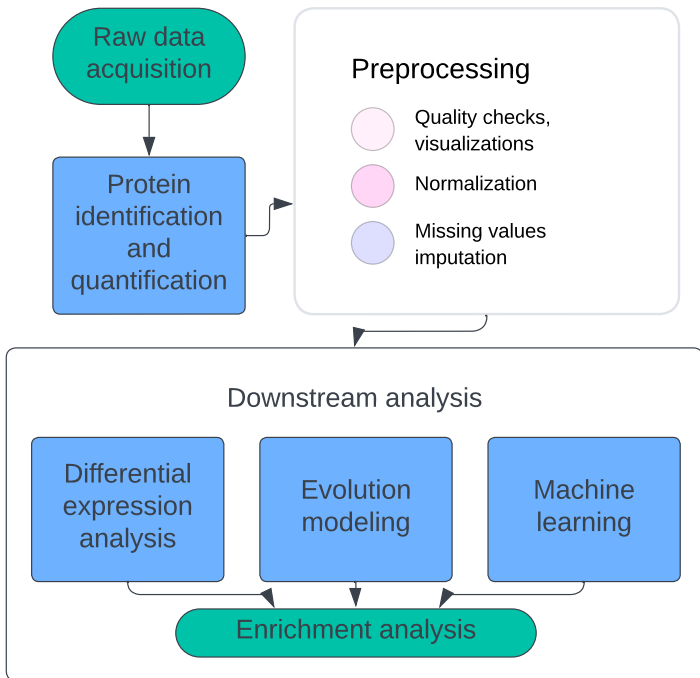 Raw data
acquisition
Protein
identification
and
quantification
Preprocessing
Quality checks,
visualizations
Normalization
Missing values
imputation
Downstream analysis
Differential
expression
analysis
Evolution
modeling
Machine
learning
Enrichment analysis